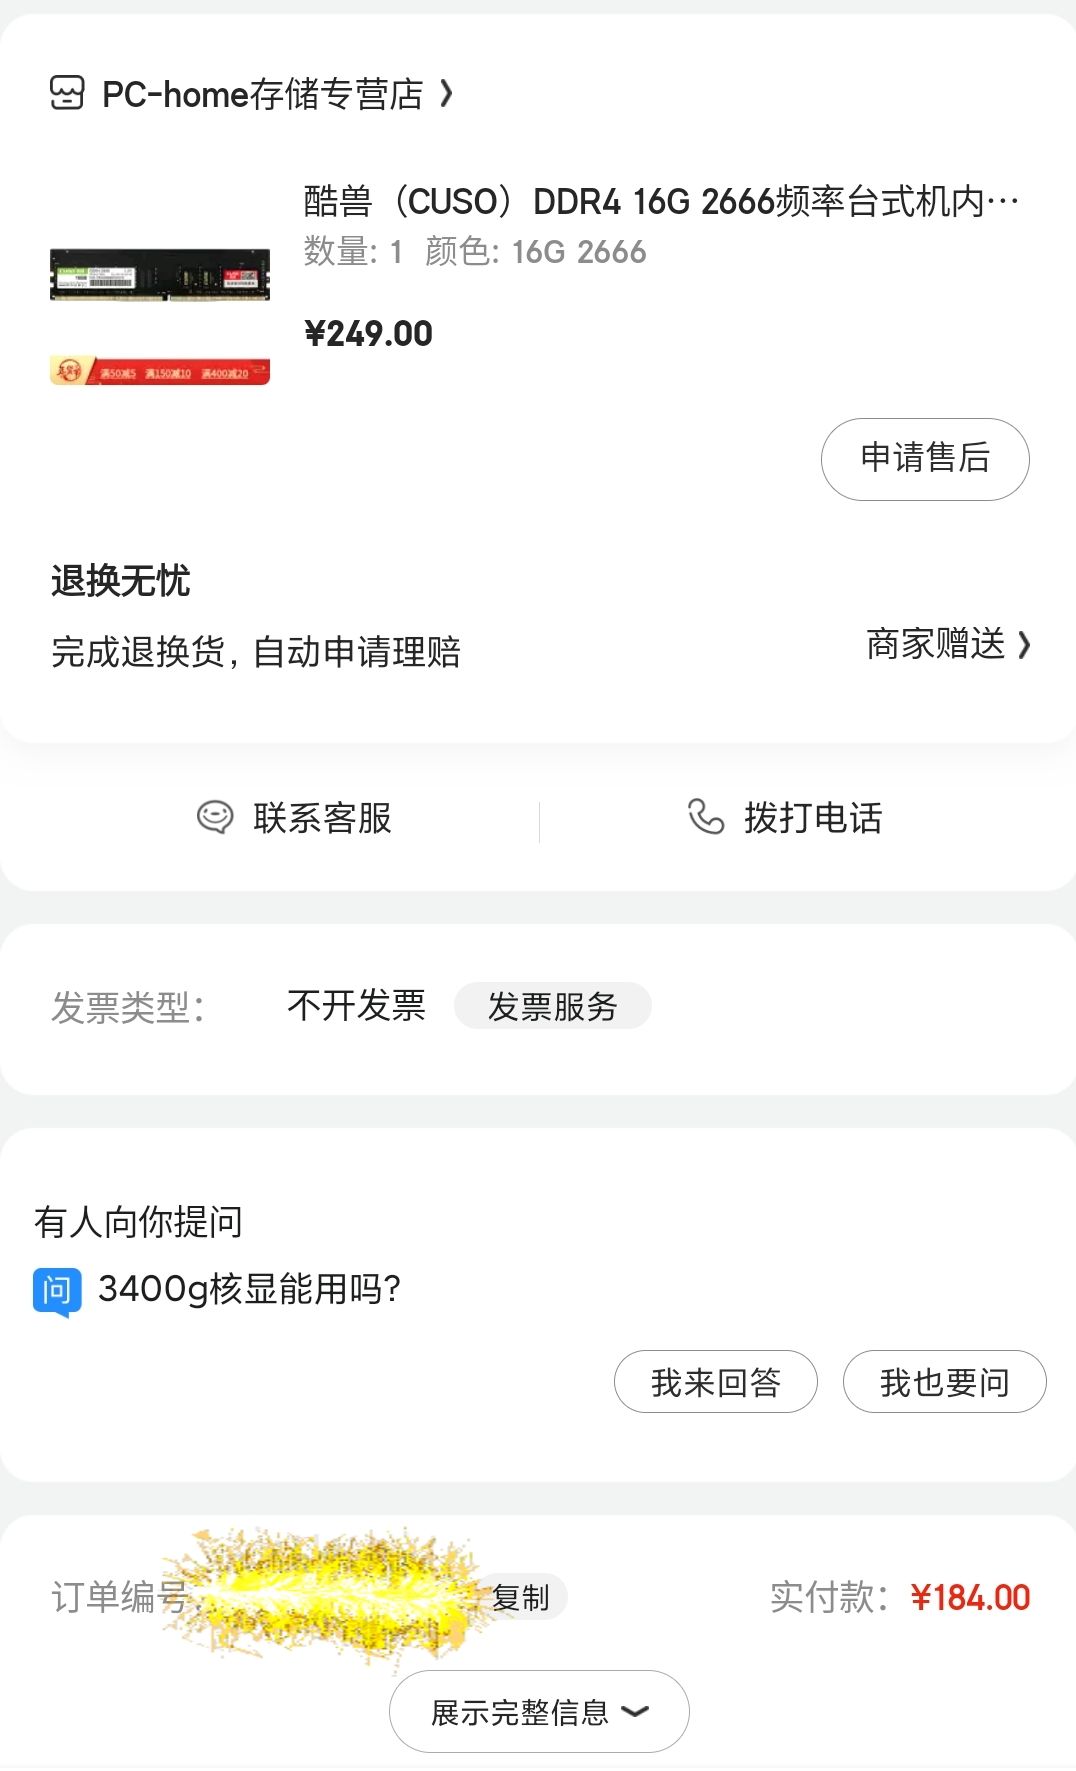 PC-home存储专营店
酷兽（CUSO）DDR4 16G 2666频率台式机内…
数量: 1 颜色: 16G 2666
¥249.00
满50减5 满150减10 满400减20
申请售后
退换无忧
完成退换货, 自动申请理赔
商家赠送
联系客服
拨打电话
发票类型:
不开发票
发票服务
有人向你提问
问 3400g核显能用吗?
我来回答
我也要问
订单编号
复制
实付款: ¥184.00
展示完整信息